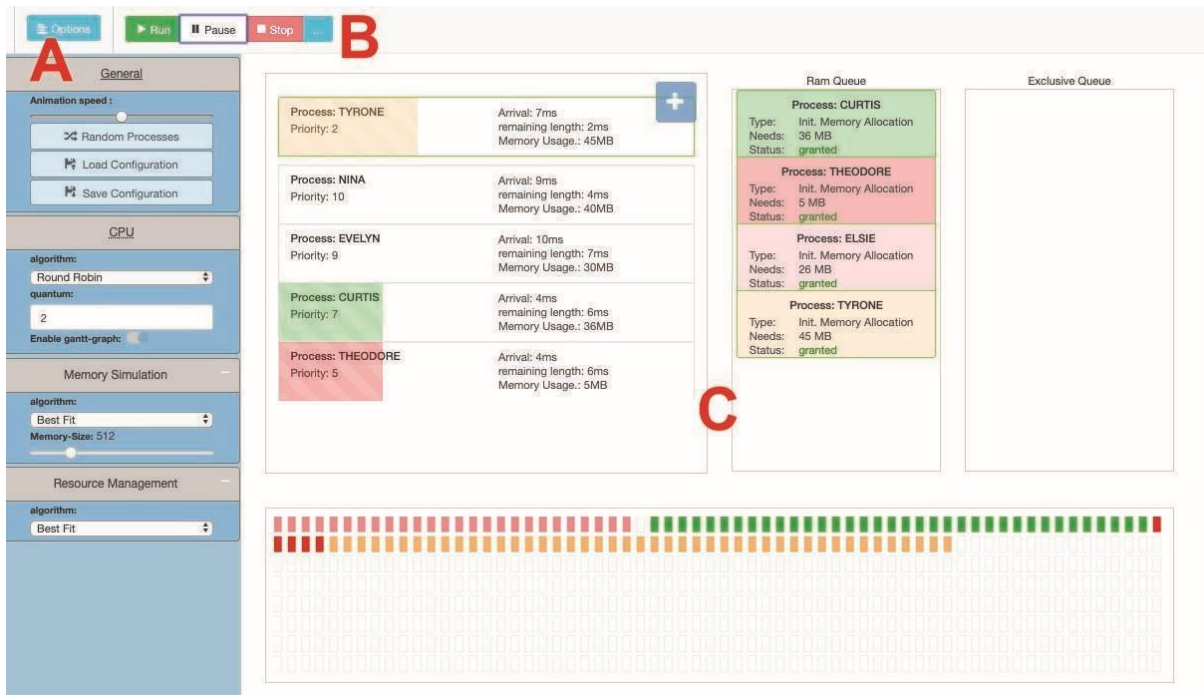 Options
Run
Pause
Stop
...
A
B
General
Animation speed :
Random Processes
Load Configuration
Save Configuration
CPU
algorithm:
Round Robin
quantum:
2
Enable gantt-graph:
Memory Simulation
algorithm:
Best Fit
Memory-Size: 512
Resource Management
algorithm:
Best Fit
+
Process: TYRONE
Priority: 2
Arrival: 7ms
remaining length: 2ms
Memory Usage.: 45MB
Process: NINA
Priority: 10
Arrival: 9ms
remaining length: 4ms
Memory Usage.: 40MB
Process: EVELYN
Priority: 9
Arrival: 10ms
remaining length: 7ms
Memory Usage.: 30MB
Process: CURTIS
Priority: 7
Arrival: 4ms
remaining length: 6ms
Memory Usage.: 36MB
Process: THEODORE
Priority: 5
Arrival: 4ms
remaining length: 6ms
Memory Usage.: 5MB
C
Ram Queue
Process: CURTIS
Type: Init. Memory Allocation
Needs: 36 MB
Status: granted
Process: THEODORE
Type: Init. Memory Allocation
Needs: 5 MB
Status: granted
Process: ELSIE
Type: Init. Memory Allocation
Needs: 26 MB
Status: granted
Process: TYRONE
Type: Init. Memory Allocation
Needs: 45 MB
Status: granted
Exclusive Queue